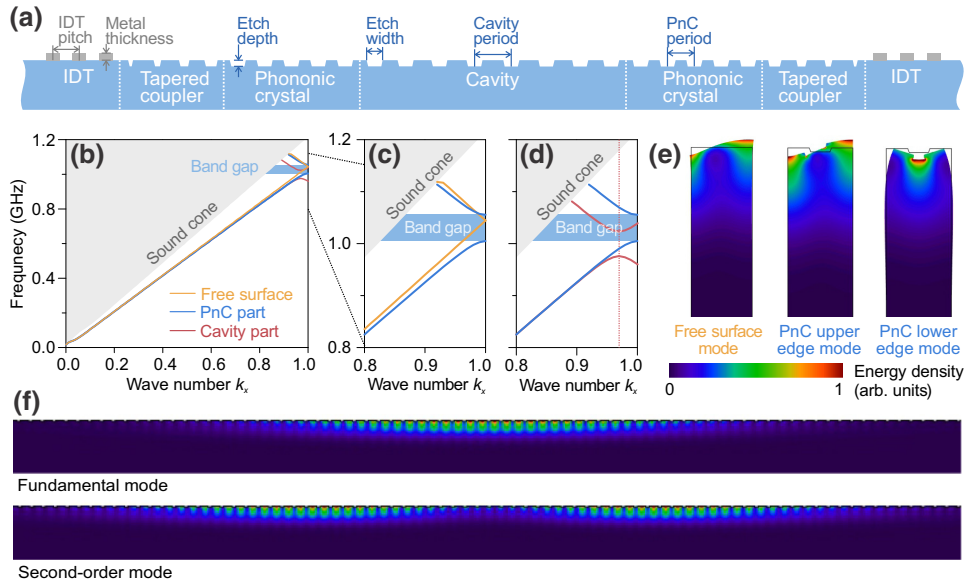 (a)
IDT
pitch
Metal
thickness
Etch
depth
Etch
width
Cavity
period
PnC
period
IDT
Tapered
coupler
Phononic
crystal
Cavity
Phononic
crystal
Tapered
coupler
IDT
(b)
1.2
1.0
0.8
0.6
0.4
0.2
0.0
Frequnecy (GHz)
Band gap
Sound cone
Free surface
PnC part
Cavity part
0.0 0.2 0.4 0.6 0.8 1.0
Wave number kx
(c)
1.2
1.0
0.8
Sound cone
Band gap
0.8 0.9 1.0
Wave number kx
(d)
Sound cone
Band gap
0.8 0.9 1.0
Wave number kx
(e)
Free surface
mode
PnC upper
edge mode
PnC lower
edge mode
0 1
Energy density
(arb. units)
(f)
Fundamental mode
Second-order mode